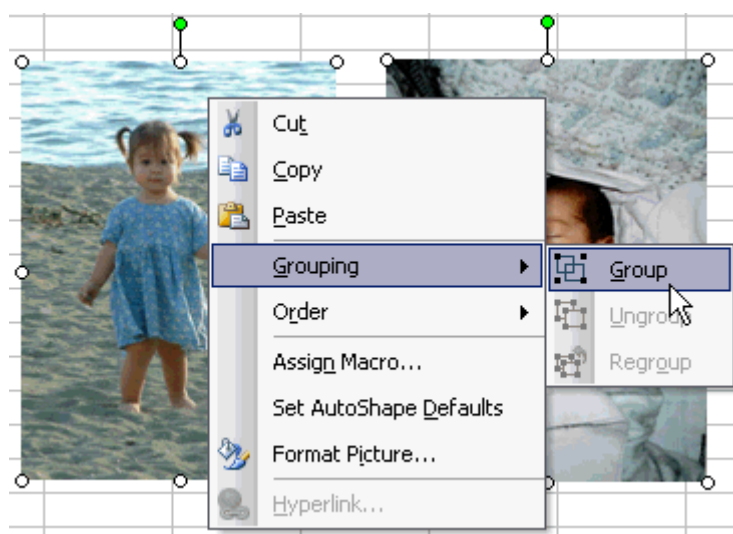 Cut
Copy
Paste
Grouping
Group
Order
Ungroup
Assign Macro...
Regroup
Set AutoShape Defaults
Format Picture...
Hyperlink...